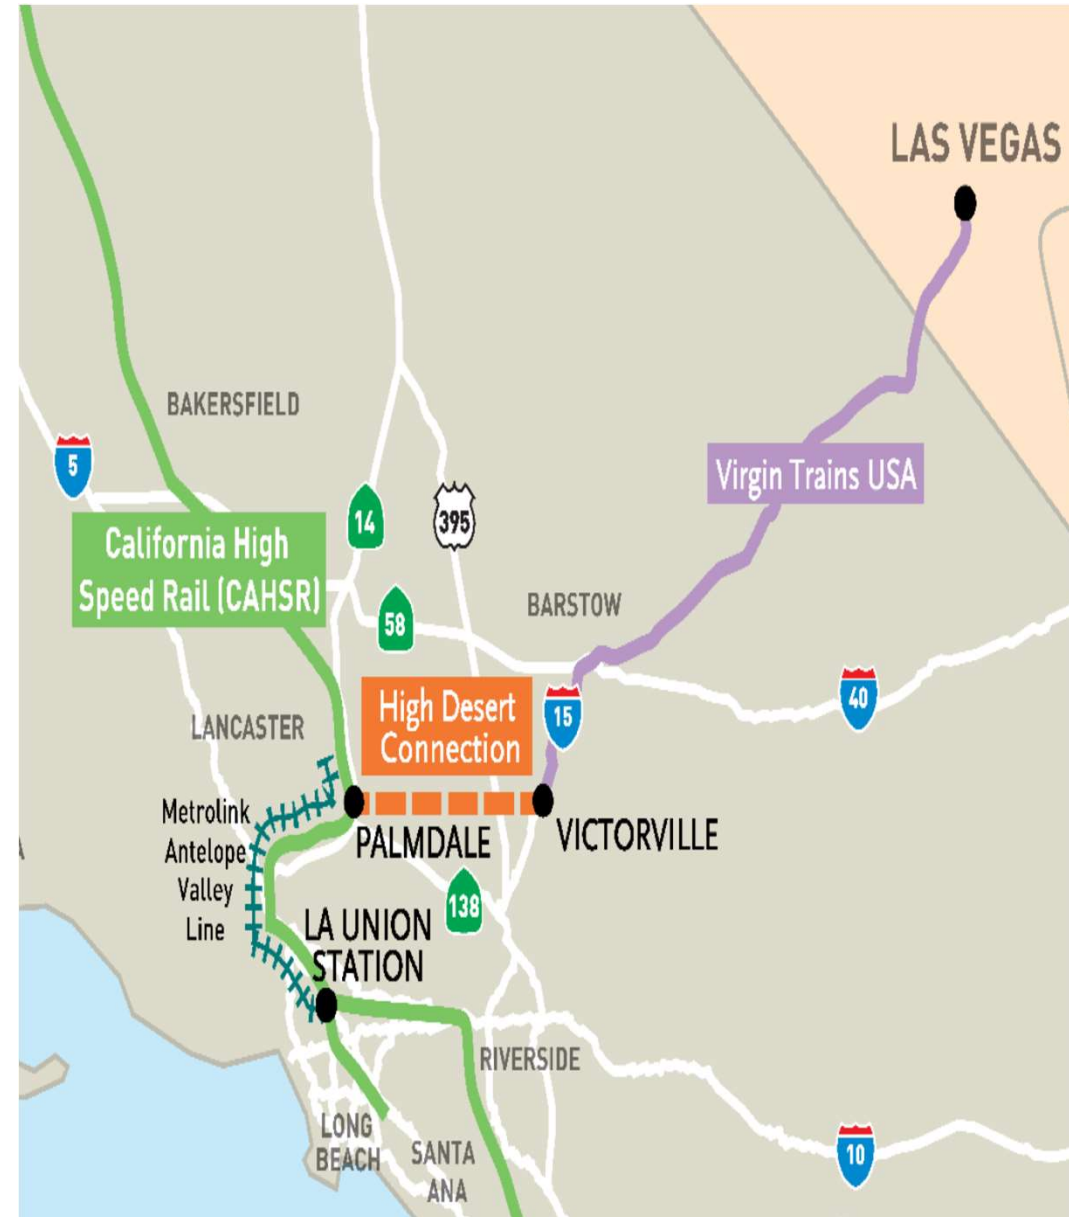 LAS VEGAS
BAKERSFIELD
5
Virgin Trains USA
14
395
California High
Speed Rail (CAHSR)
58
BARSTOW
40
High Desert
Connection
15
LANCASTER
Metrolink
Antelope
Valley
Line
PALMDALE
VICTORVILLE
138
LA UNION
STATION
RIVERSIDE
LONG
BEACH
SANTA
ANA
10